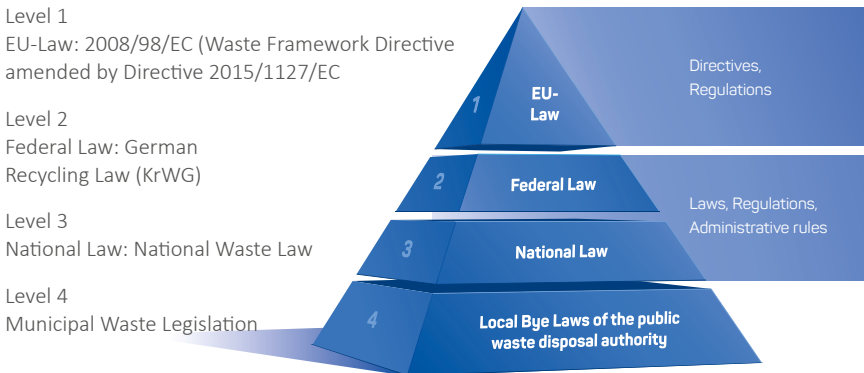 Level 1
EU-Law: 2008/98/EC (Waste Framework Directive
amended by Directive 2015/1127/EC
Level 2
Federal Law: German
Recycling Law (KrWG)
Level 3
National Law: National Waste Law
Level 4
Municipal Waste Legislation
1
EU-
Law
Directives,
Regulations
2
Federal Law
Laws, Regulations,
Administrative rules
3
National Law
4
Local Bye Laws of the public
waste disposal authority